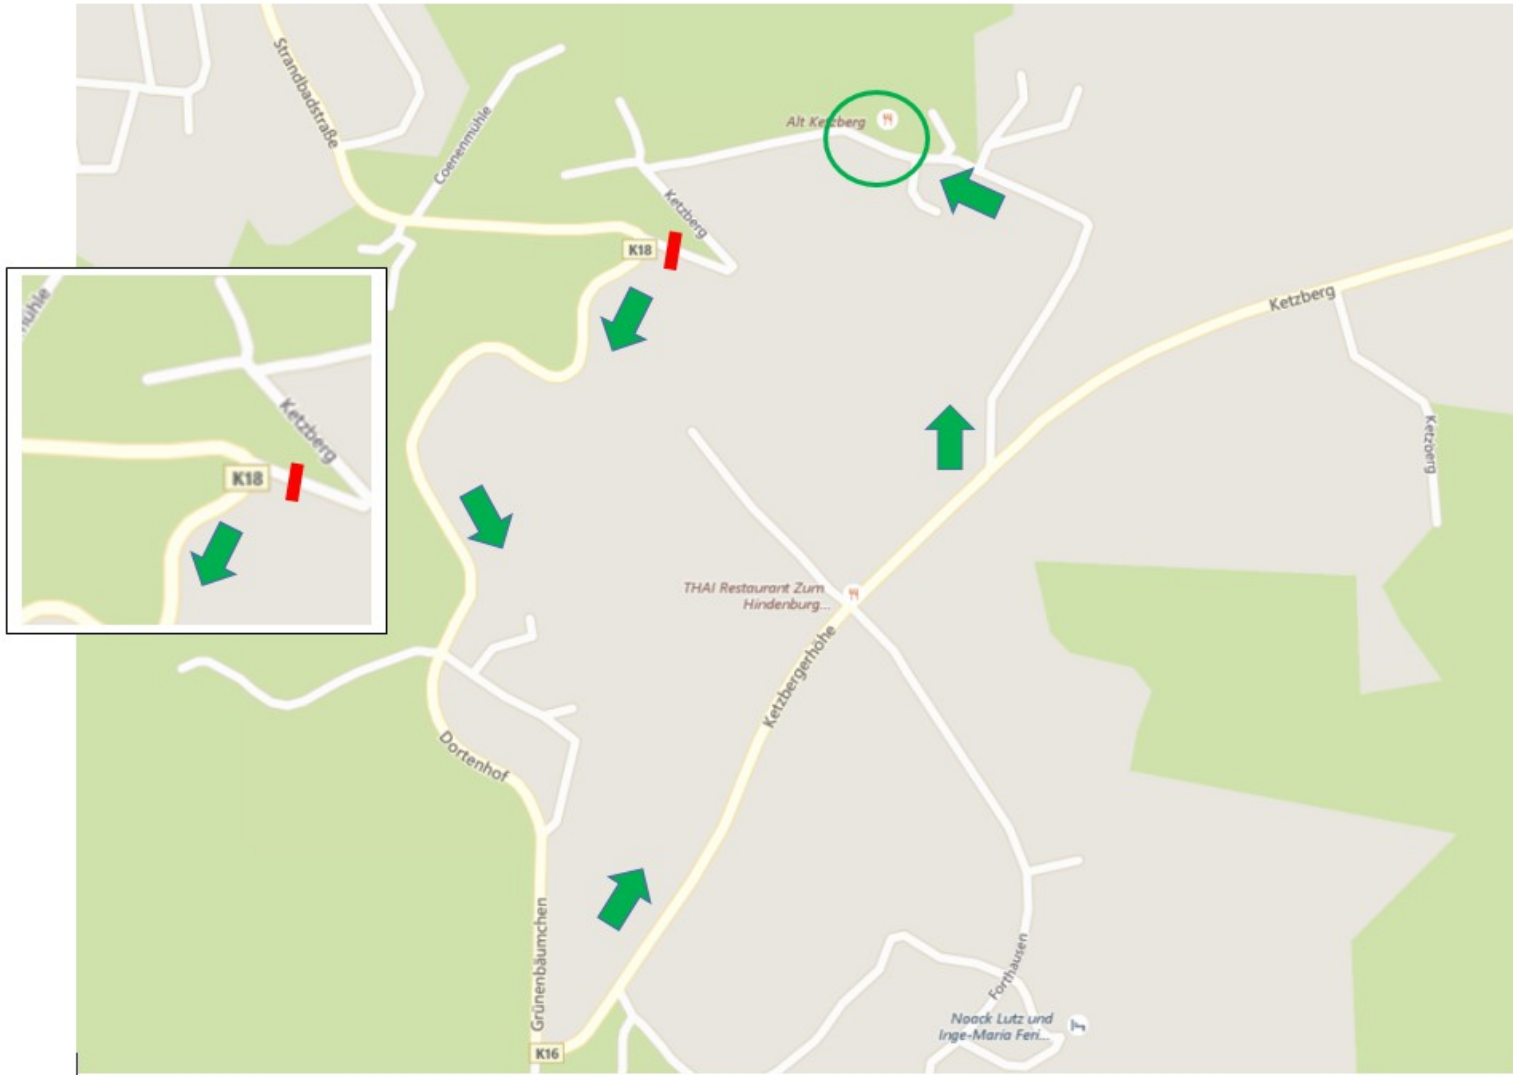 Strandbadstraße
Coenenmühle
Alt Ketzberg
Ketzberg
K18
Ketzberg
mühle
Ketzberg
K18
Ketzberg
THAI Restaurant Zum
Hindenburg...
Ketzbergerhöhe
Dortenhof
Grünenbäumchen
Forthausen
Noack Lutz und
Inge-Maria Feri...
K16